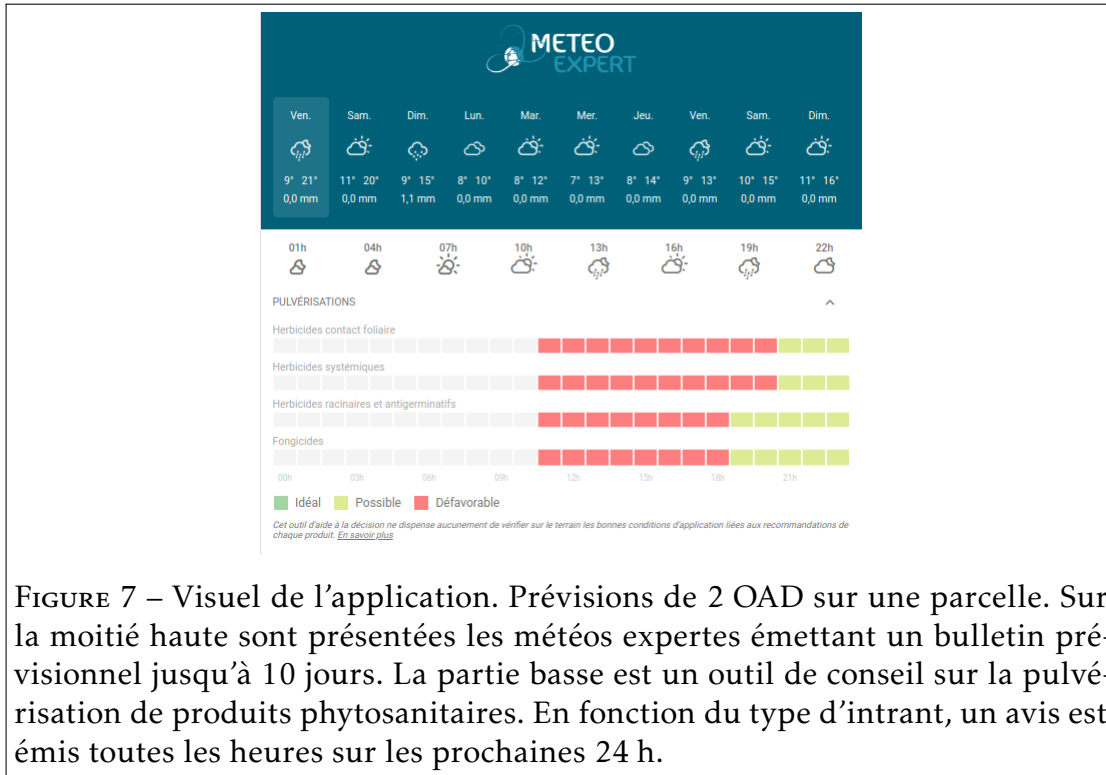 METEO
EXPERT
Ven. Sam. Dim. Lun. Mar. Mer. Jeu. Ven. Sam. Dim.
9° 21° 11° 20° 9° 15° 8° 10° 8° 12° 7° 13° 8° 14° 9° 13° 10° 15° 11° 16°
0,0 mm 0,0 mm 1,1 mm 0,0 mm 0,0 mm 0,0 mm 0,0 mm 0,0 mm 0,0 mm 0,0 mm
01h 04h 07h 10h 13h 16h 19h 22h
PULVÉRISATIONS
Herbicides contact foliaire
Herbicides systémiques
Herbicides racinaires et antigerminatifs
Fongicides
00h 03h 06h 09h 12h 15h 18h 21h
Idéal Possible Défavorable
Cet outil d'aide à la décision ne dispense aucunement de vérifier sur le terrain les bonnes conditions d'application liées aux recommandations de
chaque produit. En savoir plus
FIGURE 7 – Visuel de l'application. Prévisions de 2 OAD sur une parcelle. Sur
la moitié haute sont présentées les météos expertes émettant un bulletin pré-
visionnel jusqu'à 10 jours. La partie basse est un outil de conseil sur la pulvé-
risation de produits phytosanitaires. En fonction du type d'intrant, un avis est
émis toutes les heures sur les prochaines 24 h.